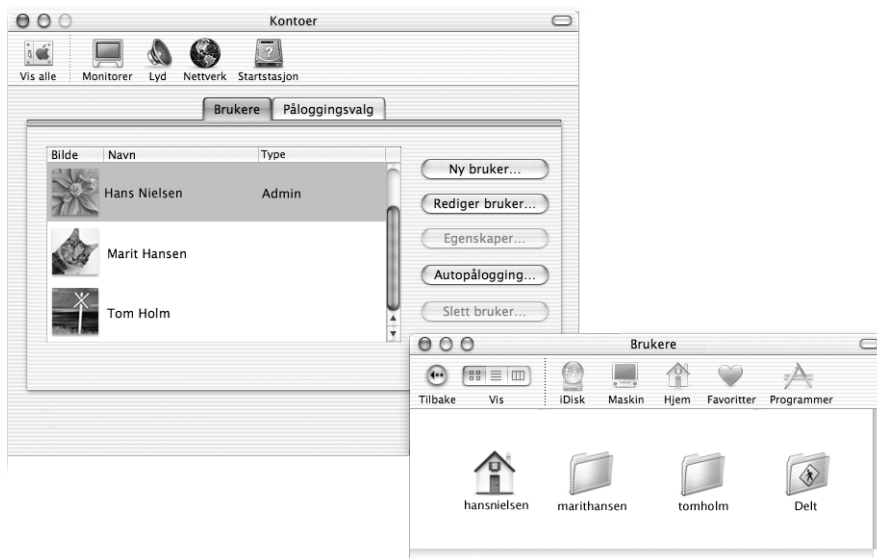 Kontoer
Vis alle Monitorer Lyd Nettverk Startstasjon
Brukere Påloggingsvalg
Bilde Navn Type
Hans Nielsen Admin
Marit Hansen
Tom Holm
Ny bruker...
Rediger bruker...
Egenskaper...
Autopålogging...
Slett bruker...
Brukere
Tilbake Vis iDisk Maskin Hjem Favoritter Programmer
hansnielsen marithansen tomholm Delt